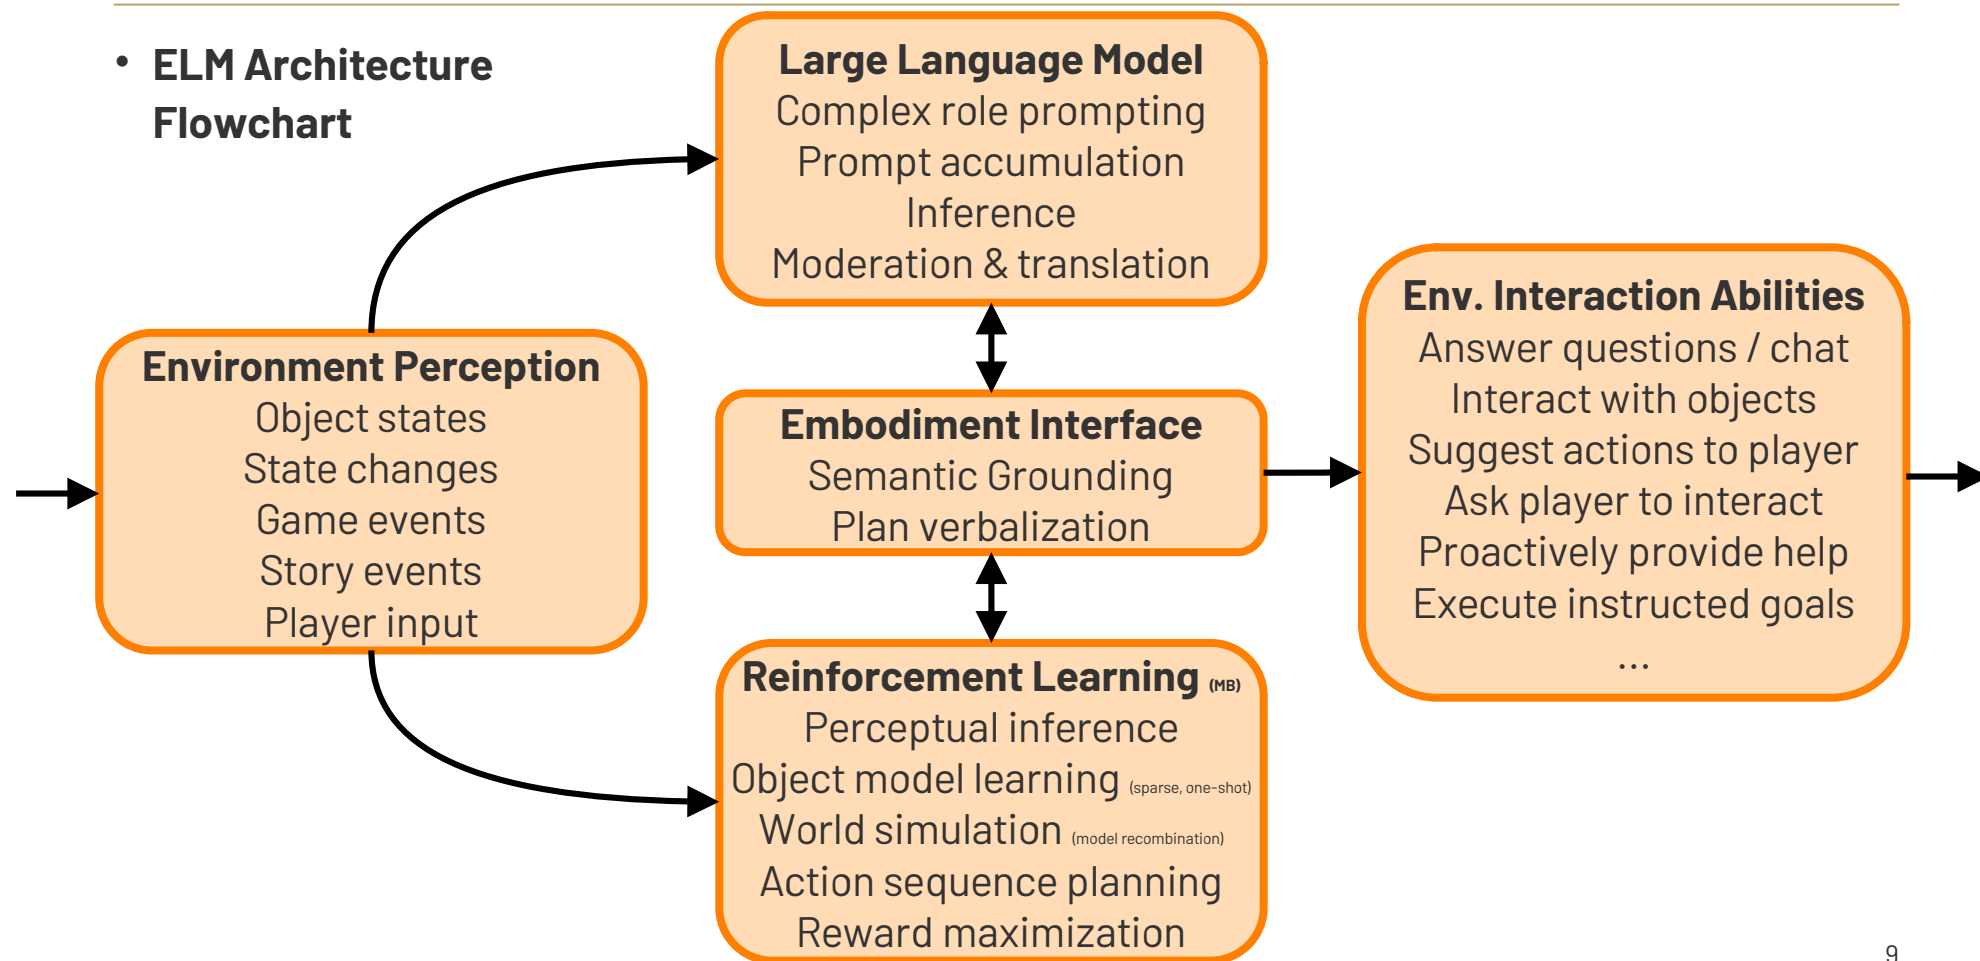 • ELM Architecture
Flowchart
Large Language Model
Complex role prompting
Prompt accumulation
Inference
Moderation & translation
Environment Perception
Object states
State changes
Game events
Story events
Player input
Embodiment Interface
Semantic Grounding
Plan verbalization
Reinforcement Learning (MB)
Perceptual inference
Object model learning (sparse, one-shot)
World simulation (model recombination)
Action sequence planning
Reward maximization
Env. Interaction Abilities
Answer questions / chat
Interact with objects
Suggest actions to player
Ask player to interact
Proactively provide help
Execute instructed goals
...
9